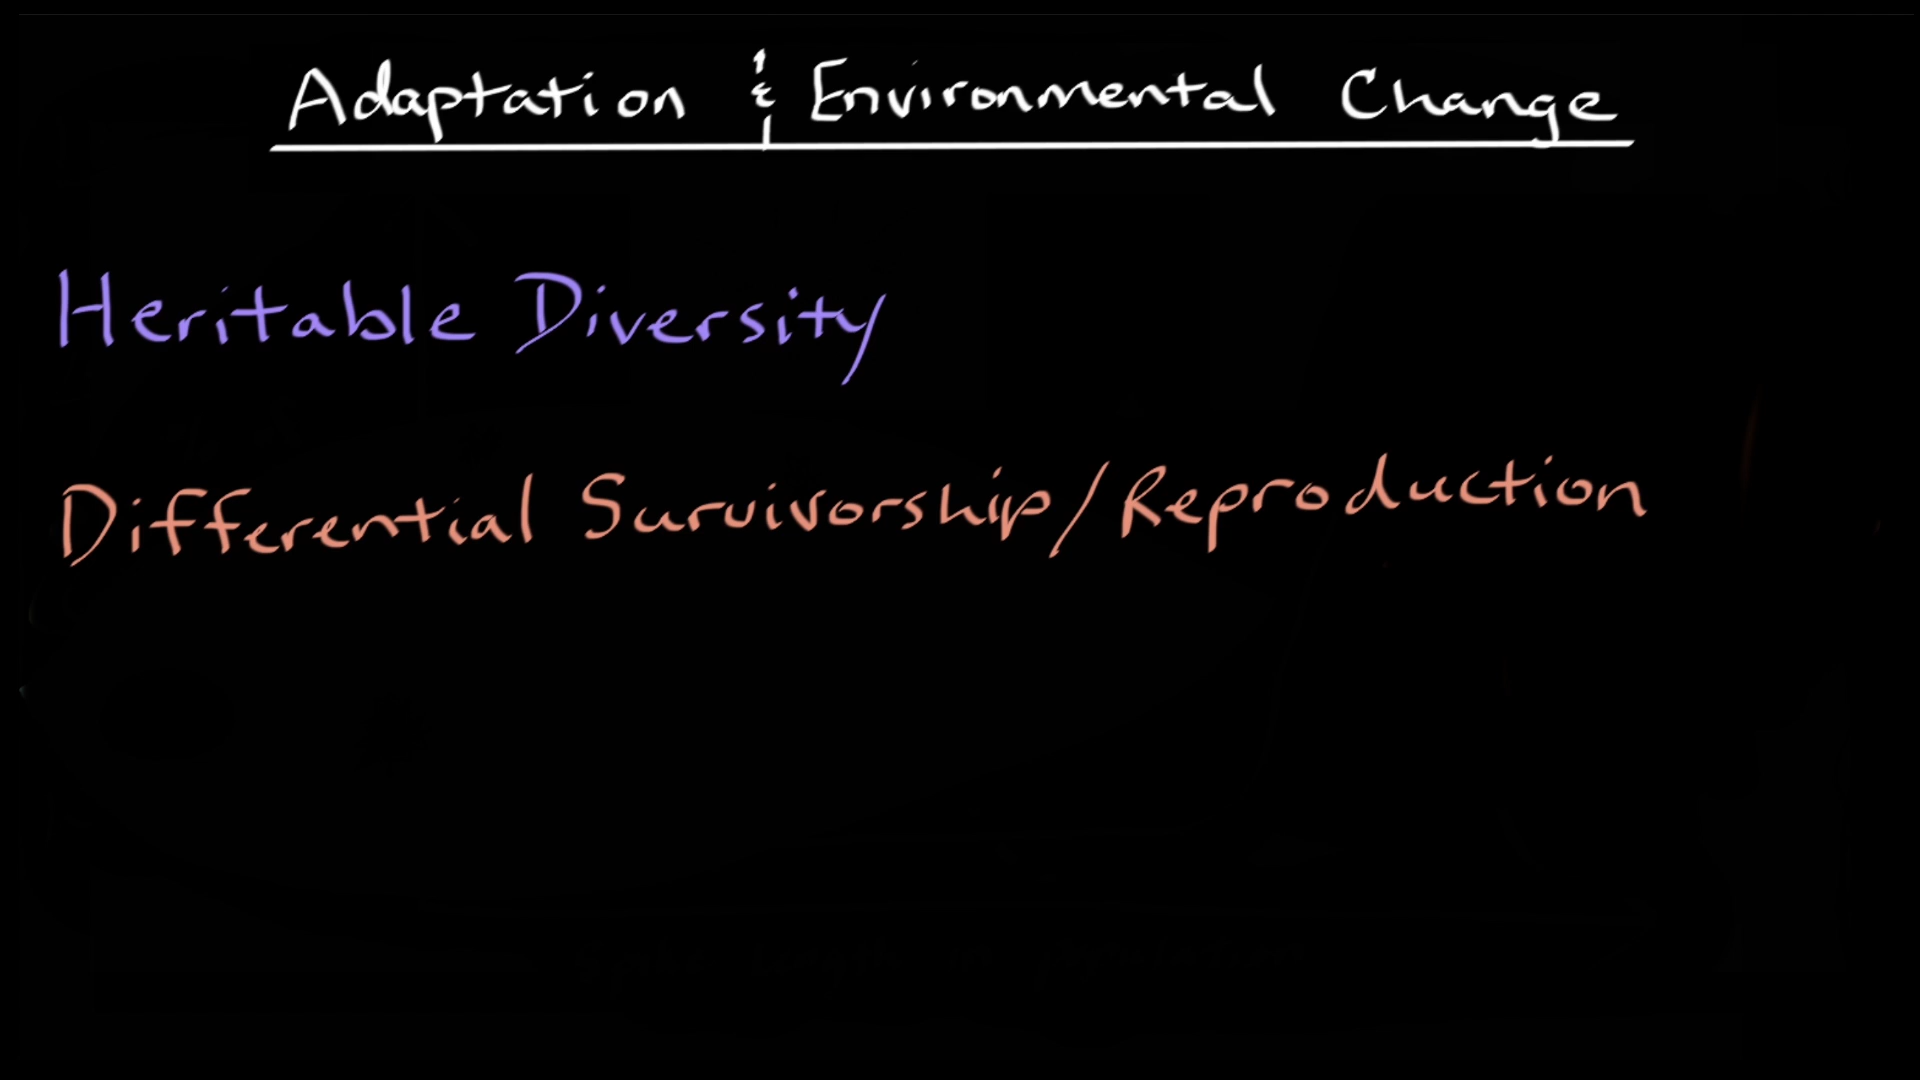 Adaptation & Environmental Change
Heritable Diversity
Differential Survivorship/Reproduction